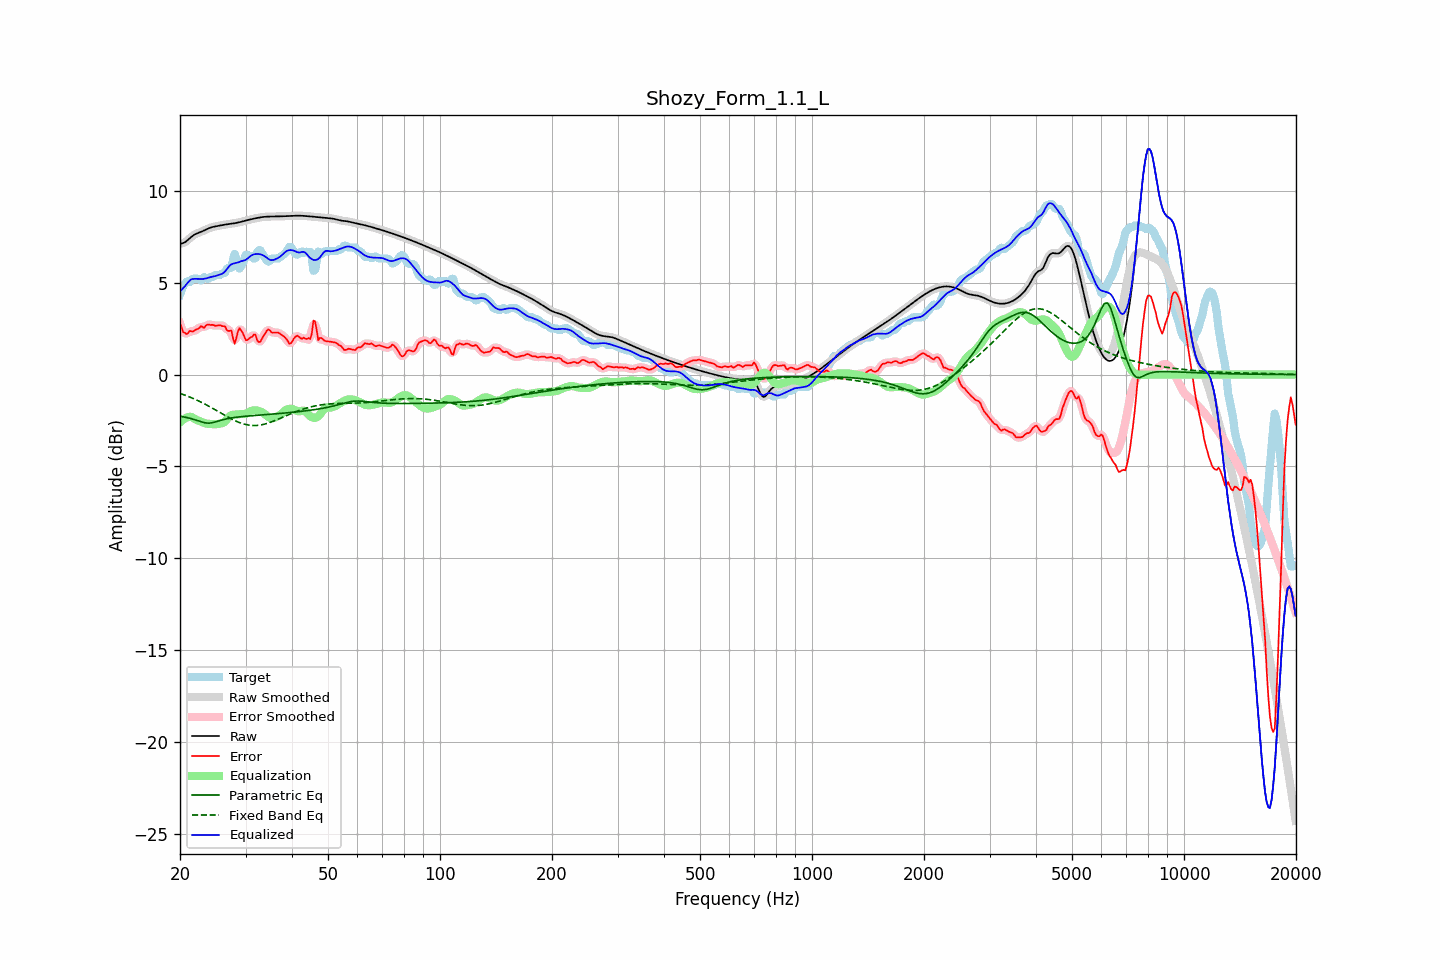 Shozy_Form_1.1_L
10
5
0
−5
−10
−15
−20
−25
Amplitude (dBr)
Target
Raw Smoothed
Error Smoothed
Raw
Error
Equalization
Parametric Eq
Fixed Band Eq
Equalized
20 50 100 200 500 1000 2000 5000 10000 20000
Frequency (Hz)